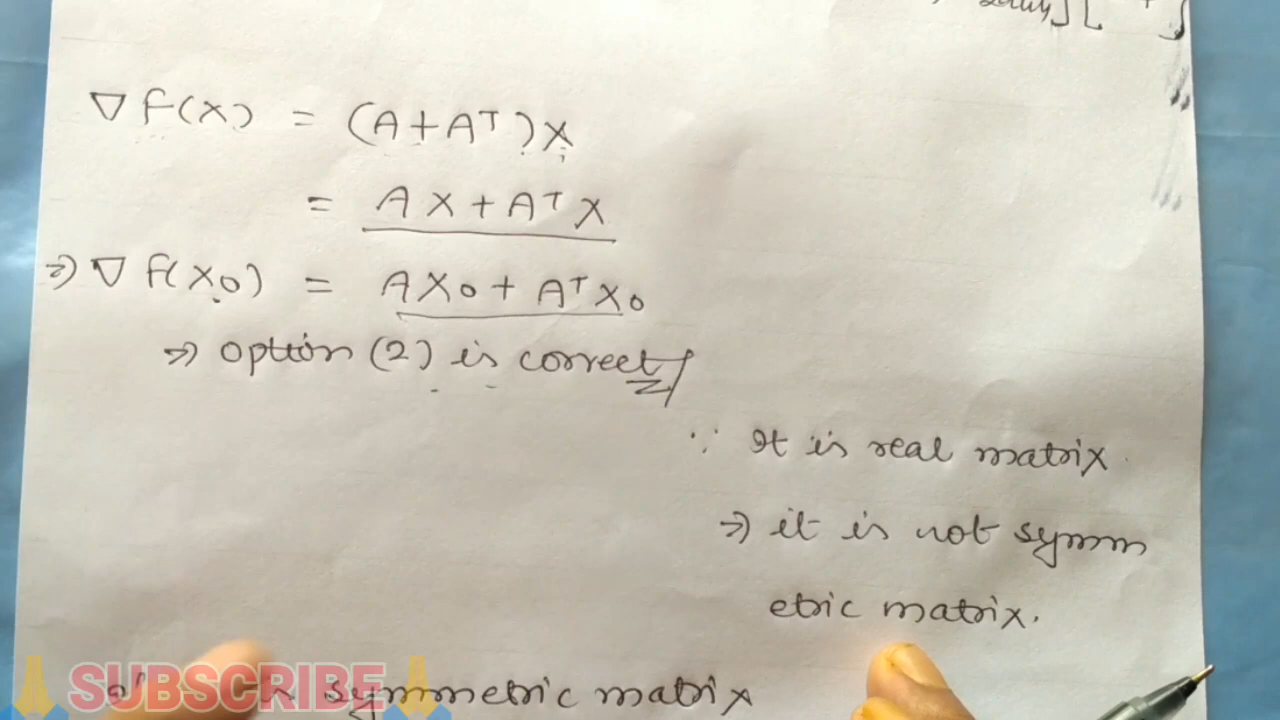 ∇ f(x) = (A+Aᵀ)x
= Ax + Aᵀx
⇒ ∇ f(x₀) = Ax₀ + Aᵀx₀
⇒ option (2) is correct
∵ It is real matrix
⇒ it is not symm
etric matrix.
SUBSCRIBE
symmetric matrix